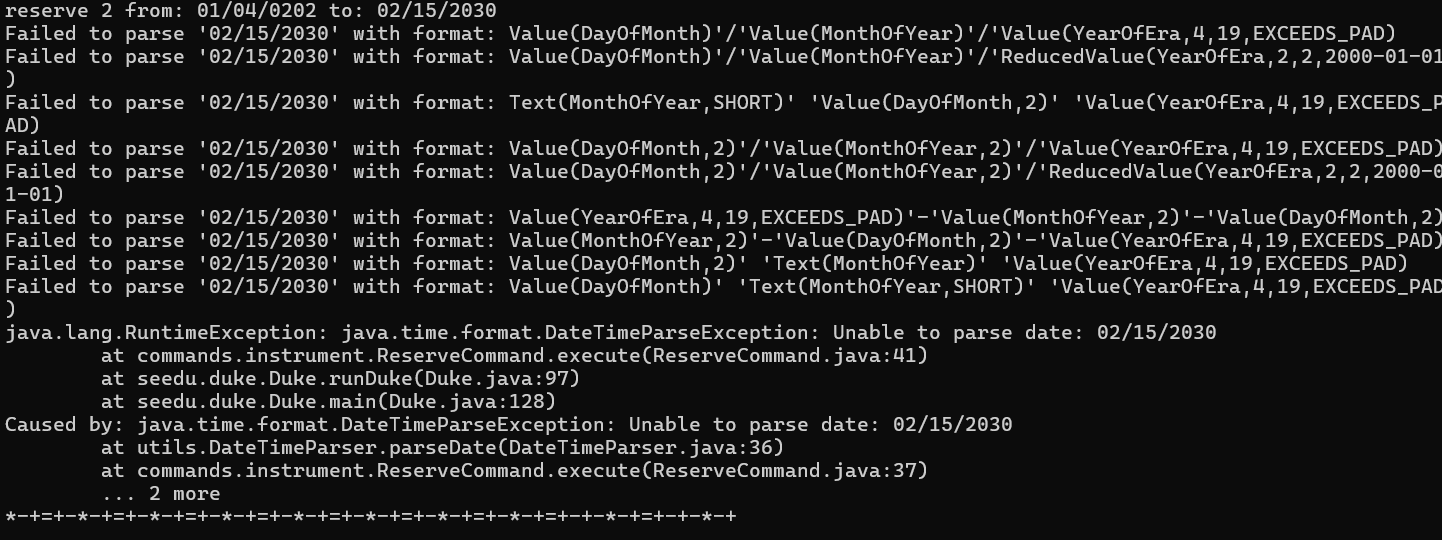 reserve 2 from: 01/04/0202 to: 02/15/2030
Failed to parse '02/15/2030' with format: Value(DayOfMonth)'/'Value(MonthOfYear)'/'Value(YearOfEra,4,19,EXCEEDS_PAD)
Failed to parse '02/15/2030' with format: Value(DayOfMonth)'/'Value(MonthOfYear)'/'ReducedValue(YearOfEra,2,2,2000-01-01
)
Failed to parse '02/15/2030' with format: Text(MonthOfYear,SHORT)' 'Value(DayOfMonth,2)' 'Value(YearOfEra,4,19,EXCEEDS_P
AD)
Failed to parse '02/15/2030' with format: Value(DayOfMonth,2)'/'Value(MonthOfYear,2)'/'Value(YearOfEra,4,19,EXCEEDS_PAD)
Failed to parse '02/15/2030' with format: Value(DayOfMonth,2)'/'Value(MonthOfYear,2)'/'ReducedValue(YearOfEra,2,2,2000-0
1-01)
Failed to parse '02/15/2030' with format: Value(YearOfEra,4,19,EXCEEDS_PAD)'-'Value(MonthOfYear,2)'-'Value(DayOfMonth,2)
Failed to parse '02/15/2030' with format: Value(MonthOfYear,2)'-'Value(DayOfMonth,2)'-'Value(YearOfEra,4,19,EXCEEDS_PAD)
Failed to parse '02/15/2030' with format: Value(DayOfMonth,2)' 'Text(MonthOfYear)' 'Value(YearOfEra,4,19,EXCEEDS_PAD)
Failed to parse '02/15/2030' with format: Value(DayOfMonth)' 'Text(MonthOfYear,SHORT)' 'Value(YearOfEra,4,19,EXCEEDS_PAD
)
java.lang.RuntimeException: java.time.format.DateTimeParseException: Unable to parse date: 02/15/2030
at commands.instrument.ReserveCommand.execute(ReserveCommand.java:41)
at seedu.duke.Duke.runDuke(Duke.java:97)
at seedu.duke.Duke.main(Duke.java:128)
Caused by: java.time.format.DateTimeParseException: Unable to parse date: 02/15/2030
at utils.DateTimeParser.parseDate(DateTimeParser.java:36)
at commands.instrument.ReserveCommand.execute(ReserveCommand.java:37)
... 2 more
*-+=+-*-+=+-*-+=+-*-+=+-*-+=+-*-+=+-*-+=+-*-+=+-+-*-+=+-+-*-+